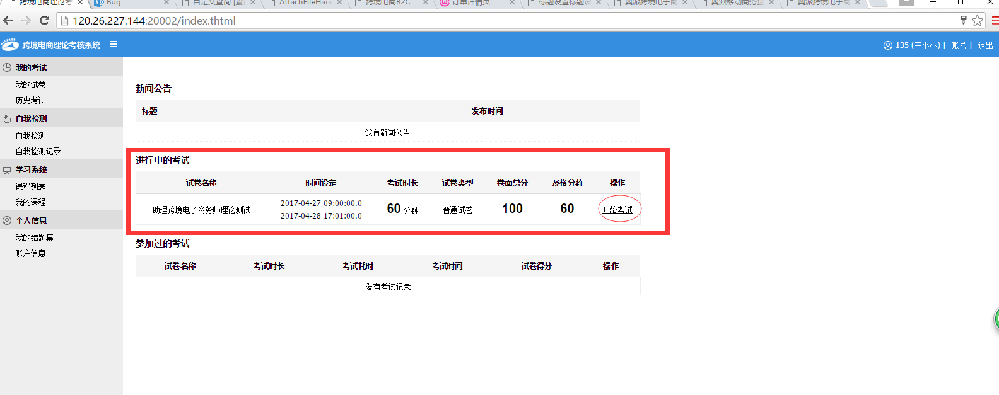 跨境电商理论考
Bug
自定义查询 [查
AttachFileHan
跨境电商B2C
订单详情页
标题设置标题设
奥派跨境电子商
奥派移动商务企
奥派跨境电子商
120.26.227.144:20002/index.thtml
ALLPASS
跨境电商理论考核系统
135 (王小小) | 账号 | 退出
我的考试
我的试卷
历史考试
自我检测
自我检测
自我检测记录
学习系统
课程列表
我的课程
个人信息
我的错题集
账户信息
新闻公告
标题 发布时间
没有新闻公告
进行中的考试
试卷名称 时间设定 考试时长 试卷类型 卷面总分 及格分数 操作
助理跨境电子商务师理论测试 2017-04-27 09:00:00.0 60 分钟 普通试卷 100 60 开始考试
2017-04-28 17:01:00.0
参加过的考试
试卷名称 考试时长 考试耗时 考试时间 试卷得分 操作
没有考试记录